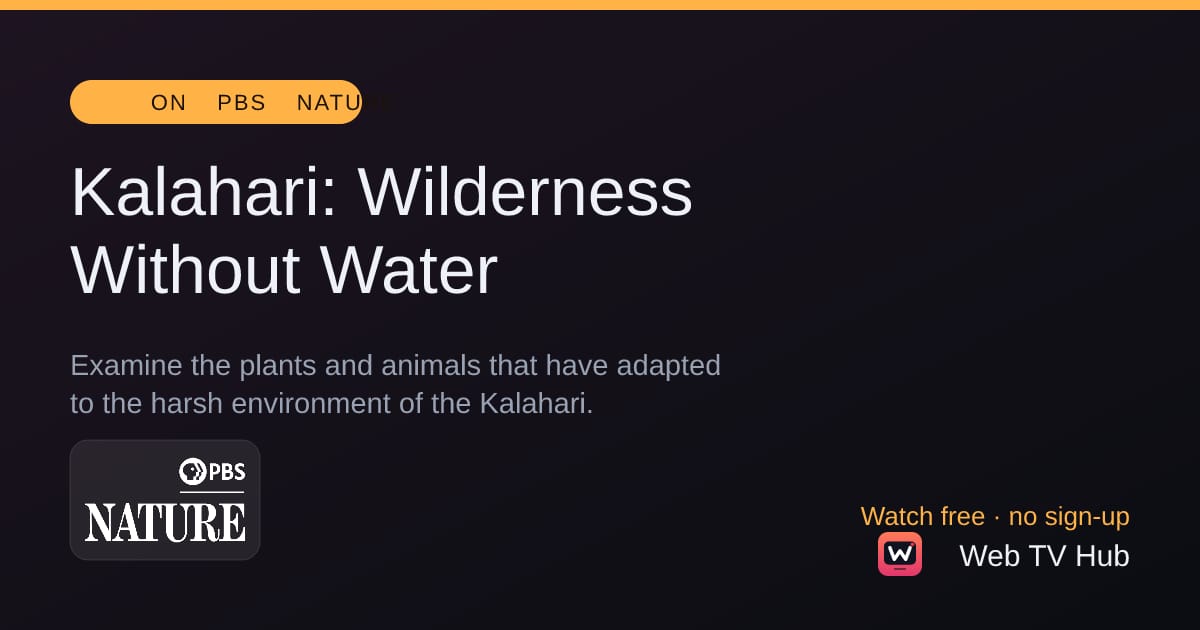 ON PBS NATU
Kalahari: Wilderness
Without Water
Examine the plants and animals that have adapted
to the harsh environment of the Kalahari.
PBS
NATURE
Watch free · no sign-up
W
Web TV Hub